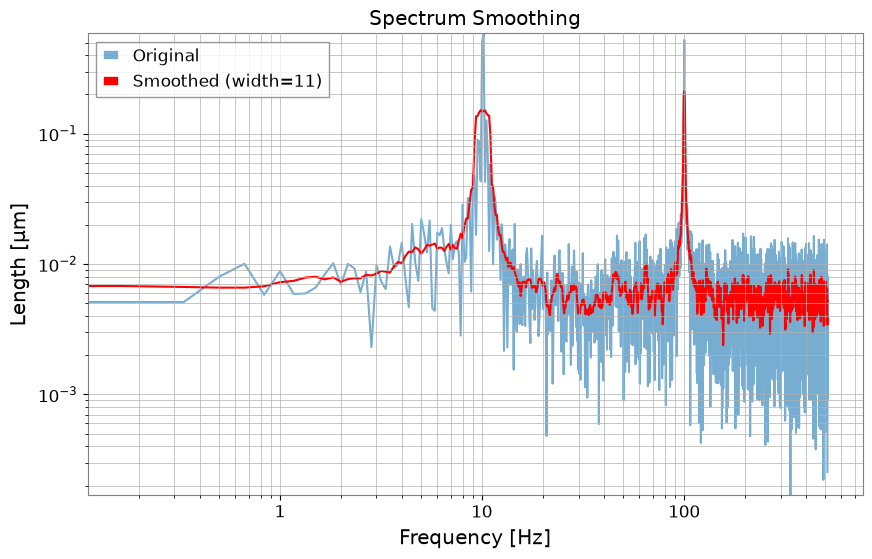 Spectrum Smoothing
Original
Smoothed (width=11)
Length [µm]
10⁻¹
10⁻²
10⁻³
1
10
100
Frequency [Hz]